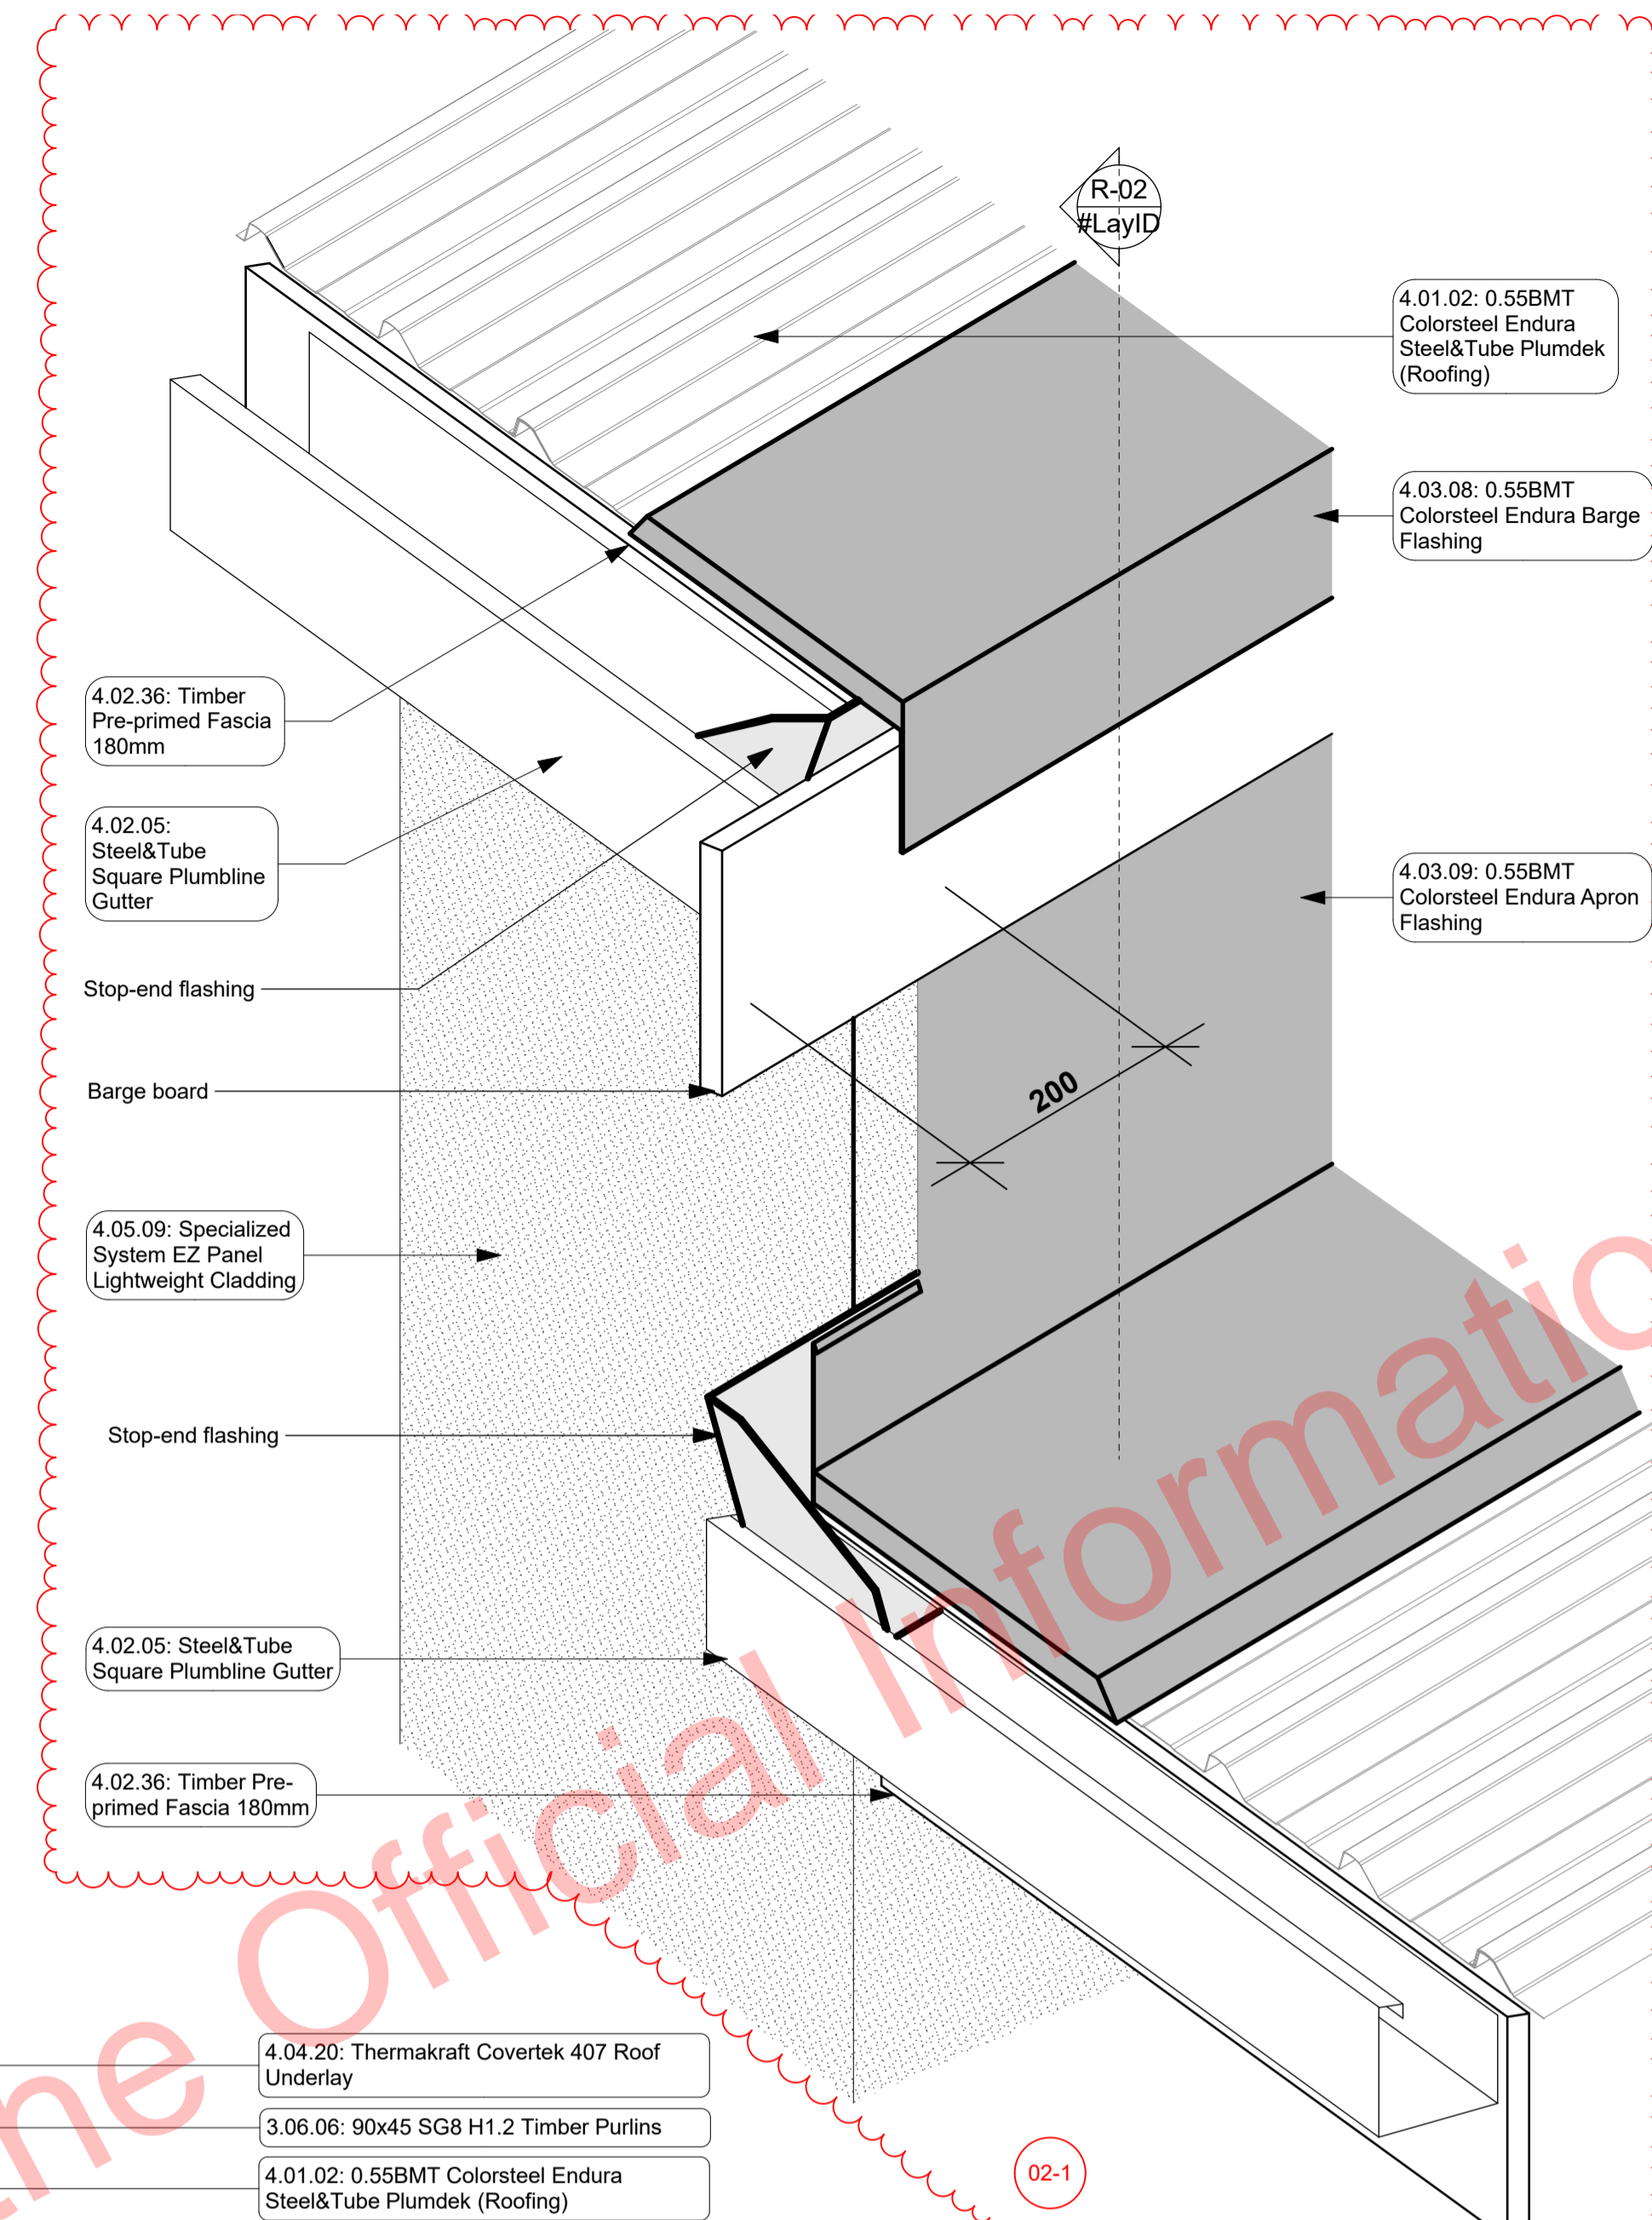 R-02
#LayID
4.01.02: 0.55BMT
Colorsteel Endura
Steel&Tube Plumdek
(Roofing)
4.03.08: 0.55BMT
Colorsteel Endura Barge
Flashing
4.02.36: Timber
Pre-primed Fascia
180mm
4.02.05:
Steel&Tube
Square Plumbline
Gutter
4.03.09: 0.55BMT
Colorsteel Endura Apron
Flashing
Stop-end flashing
Barge board
200
4.05.09: Specialized
System EZ Panel
Lightweight Cladding
Stop-end flashing
4.02.05: Steel&Tube
Square Plumbline Gutter
4.02.36: Timber Pre-
primed Fascia 180mm
4.04.20: Thermakraft Covertek 407 Roof
Underlay
3.06.06: 90x45 SG8 H1.2 Timber Purlins
4.01.02: 0.55BMT Colorsteel Endura
Steel&Tube Plumdek (Roofing)
02-1
Official